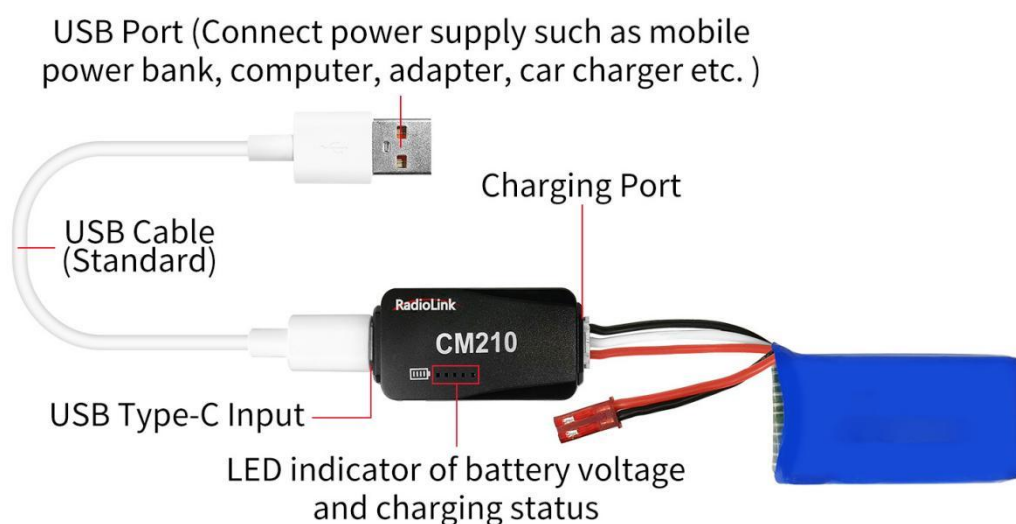 USB Port (Connect power supply such as mobile
power bank, computer, adapter, car charger etc. )
Charging Port
USB Cable
(Standard)
RadioLink
CM210
USB Type-C Input
LED indicator of battery voltage
and charging status